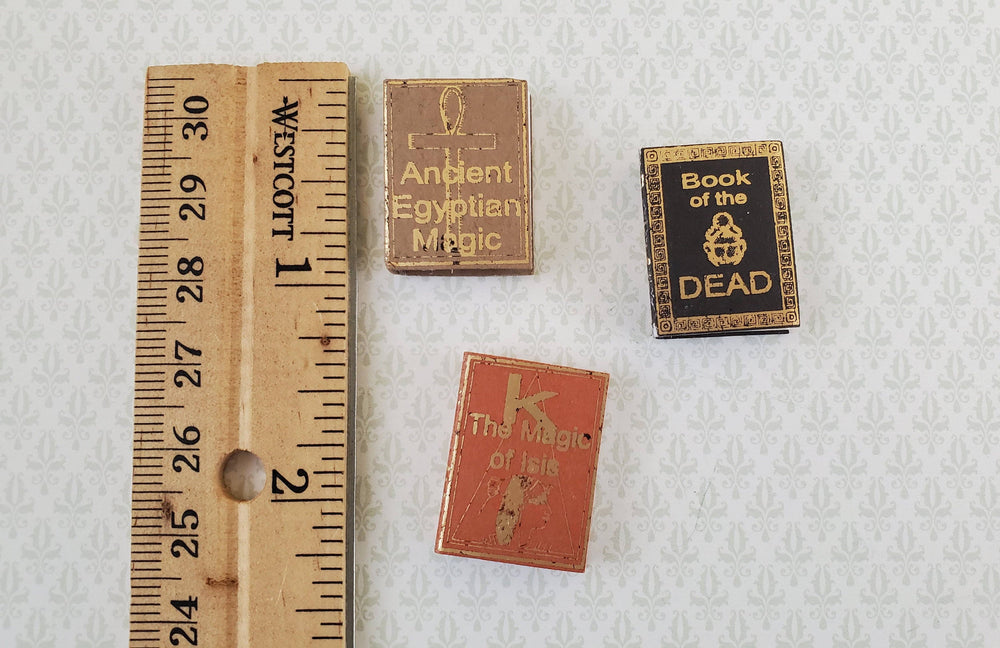 WESTCOTT
1
2
30
29
28
27
26
25
24
Ancient
Egyptian
Magic
Book
of the
DEAD
K
The Magic
of Isis